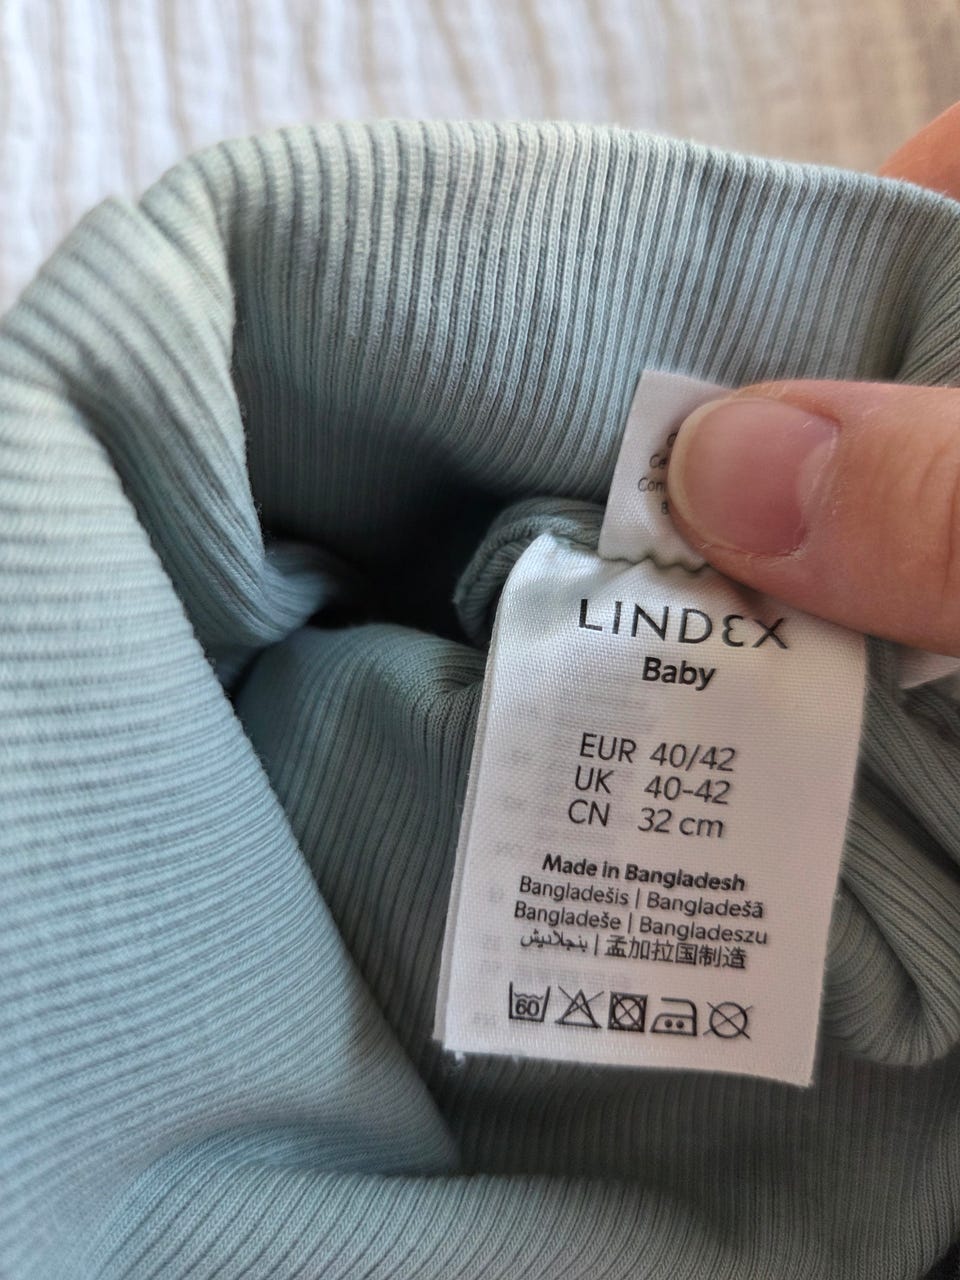 Con
LINDEX
Baby
EUR 40/42
UK 40-42
CN 32 cm
Made in Bangladesh
Bangladešis | Bangladešā
Bangladeše | Bangladeszu
بنجلاديش | 孟加拉国制造
60